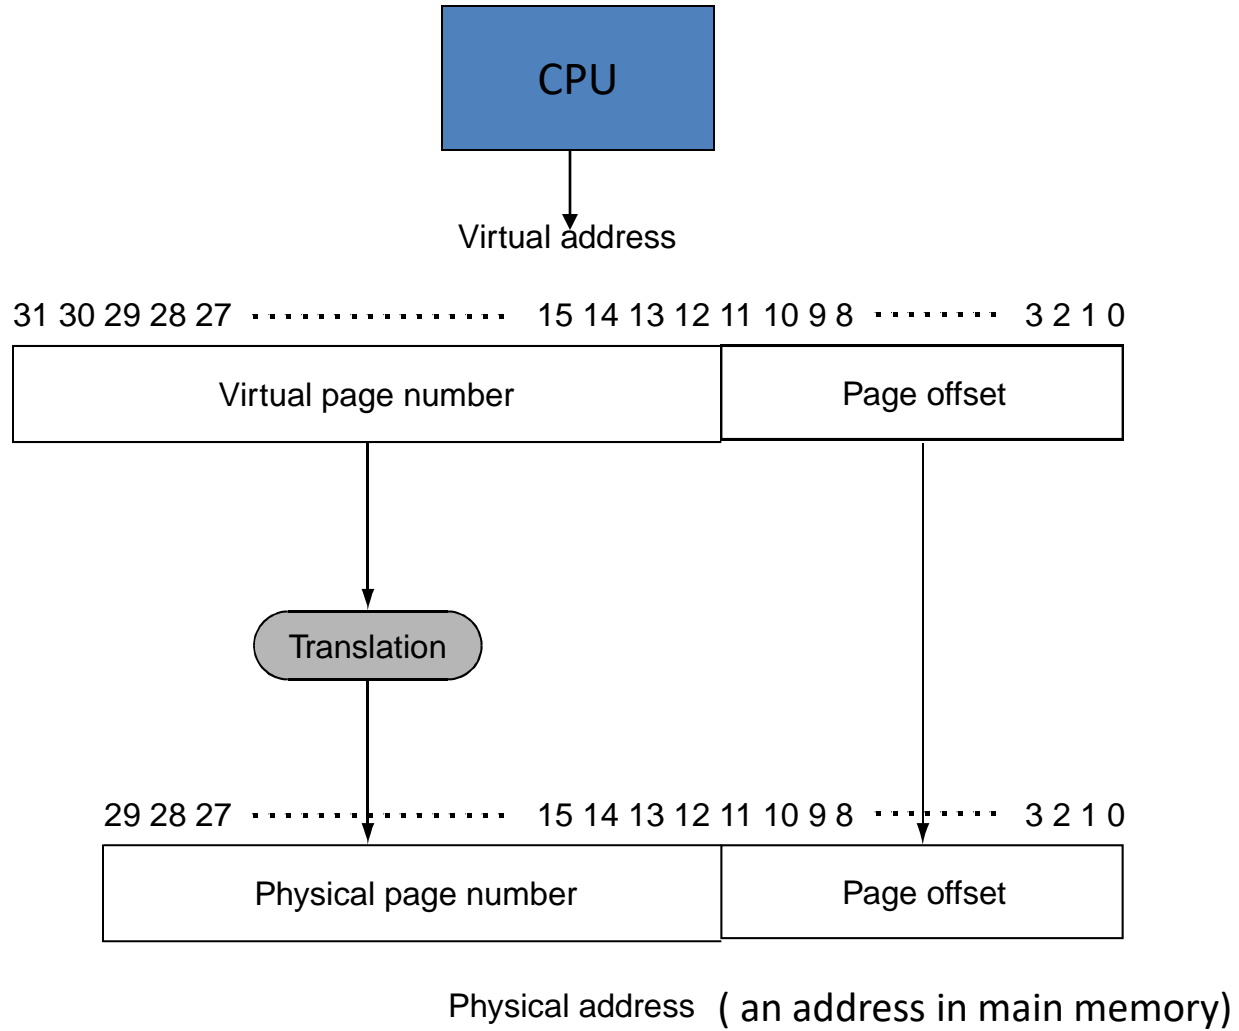 CPU
Virtual address
31 30 29 28 27 ················ 15 14 13 12 11 10 9 8 ········ 3 2 1 0
Virtual page number Page offset
Translation
29 28 27 ················ 15 14 13 12 11 10 9 8 ········ 3 2 1 0
Physical page number Page offset
Physical address ( an address in main memory)